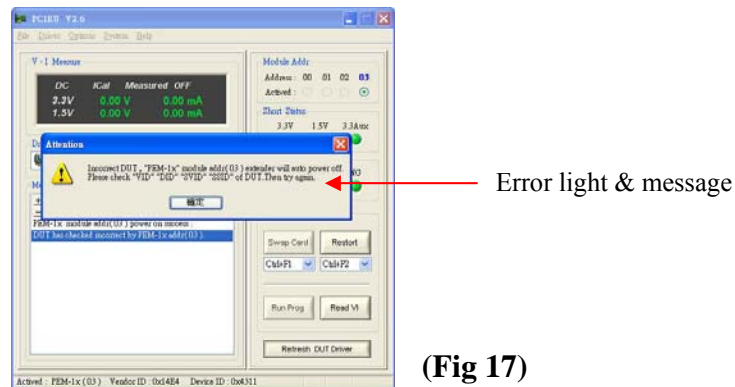 PCIEU V2.6
File Driver Options System Help
V - I Measure
DC ICal Measured OFF
3.3V 0.00 V 0.00 mA
1.5V 0.00 V 0.00 mA
Module Addr
Address : 00 01 02 03
Actived :
Short Status
3.3V 1.5V 3.3Aux
Attention
Incorrect DUT , "PEM-1x" module addr( 03 ) extender will auto power off.
Please check "VID" "DID" "SVID" "SSID" of DUT.Then try again.
確定
Error light & message
PEM-1x module addr( 03 ) power on success .
DUT has checked incorrect by PEM-1x addr( 03 ).
Swap Card Restort
Ctrl+F1 Ctrl+F2
Run Prog Read VI
Refresh DUT Driver
(Fig 17)
Actived : PEM-1x ( 03 ) Vendor ID : 0x14E4 Device ID : 0x4311